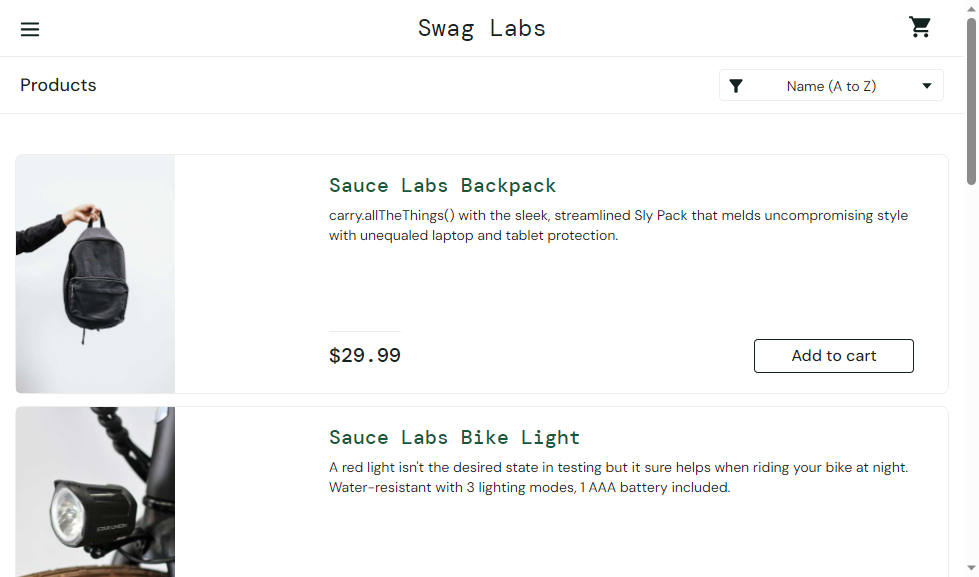 Swag Labs
Products
Name (A to Z)
Sauce Labs Backpack
carry.allTheThings() with the sleek, streamlined Sly Pack that melds uncompromising style
with unequaled laptop and tablet protection.
$29.99
Add to cart
Sauce Labs Bike Light
A red light isn't the desired state in testing but it sure helps when riding your bike at night.
Water-resistant with 3 lighting modes, 1 AAA battery included.